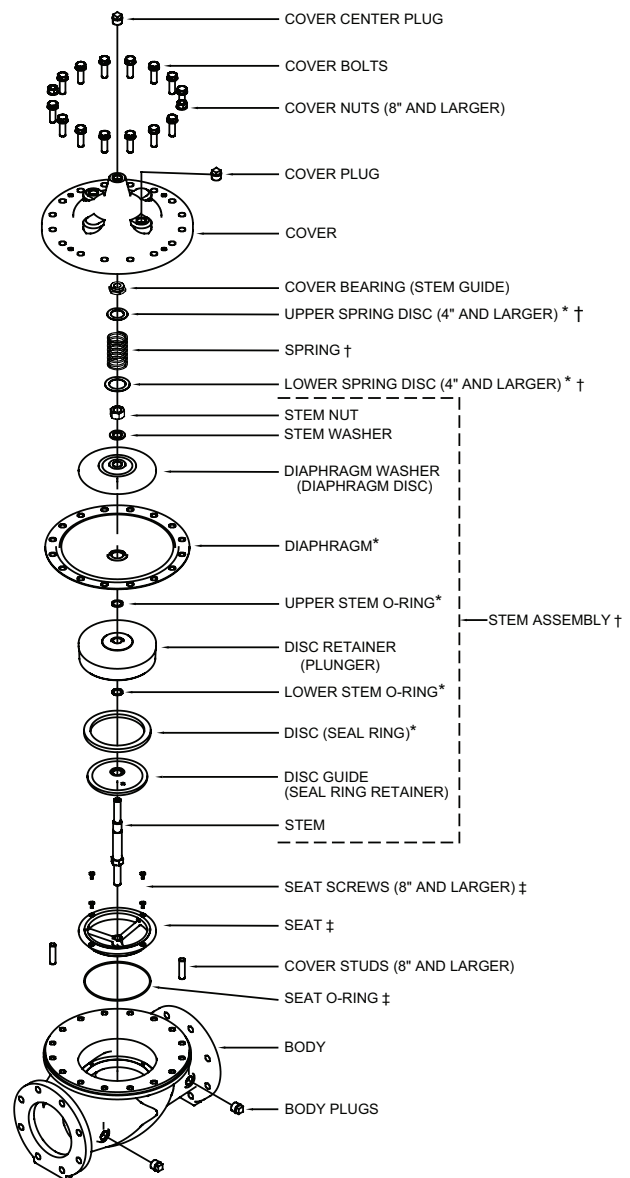 COVER CENTER PLUG
COVER BOLTS
COVER NUTS (8" AND LARGER)
COVER PLUG
COVER
COVER BEARING (STEM GUIDE)
UPPER SPRING DISC (4" AND LARGER) * †
SPRING †
LOWER SPRING DISC (4" AND LARGER) * †
STEM NUT
STEM WASHER
DIAPHRAGM WASHER
(DIAPHRAGM DISC)
DIAPHRAGM*
UPPER STEM O-RING*
STEM ASSEMBLY †
DISC RETAINER
(PLUNGER)
LOWER STEM O-RING*
DISC (SEAL RING)*
DISC GUIDE
(SEAL RING RETAINER)
STEM
SEAT SCREWS (8" AND LARGER) ‡
SEAT ‡
COVER STUDS (8" AND LARGER)
SEAT O-RING ‡
BODY
BODY PLUGS